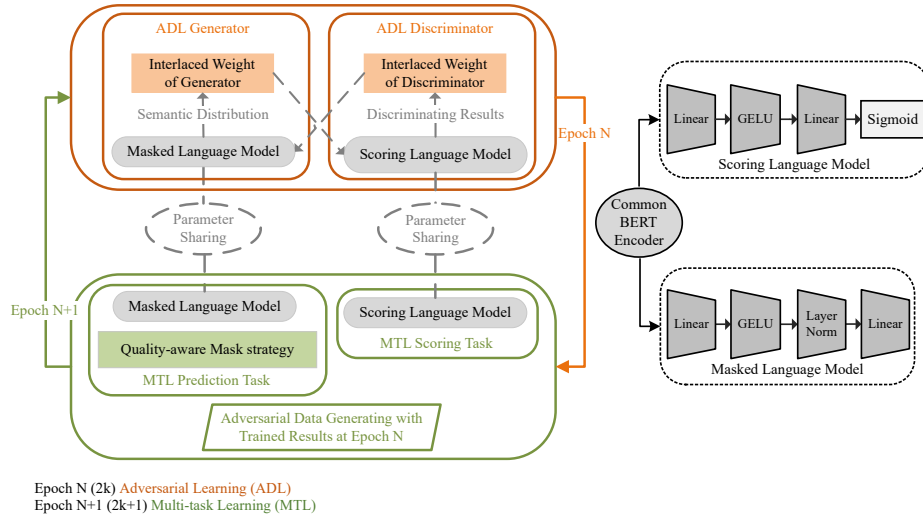 ADL Generator
ADL Discriminator
Interlaced Weight
of Generator
Interlaced Weight
of Discriminator
Semantic Distribution
Discriminating Results
Masked Language Model
Scoring Language Model
Epoch N
Parameter
Sharing
Parameter
Sharing
Epoch N+1
Masked Language Model
Quality-aware Mask strategy
MTL Prediction Task
Scoring Language Model
MTL Scoring Task
Adversarial Data Generating with
Trained Results at Epoch N
Epoch N (2k) Adversarial Learning (ADL)
Epoch N+1 (2k+1) Multi-task Learning (MTL)
Common
BERT
Encoder
Linear
GELU
Linear
Sigmoid
Scoring Language Model
Linear
GELU
Layer
Norm
Linear
Masked Language Model